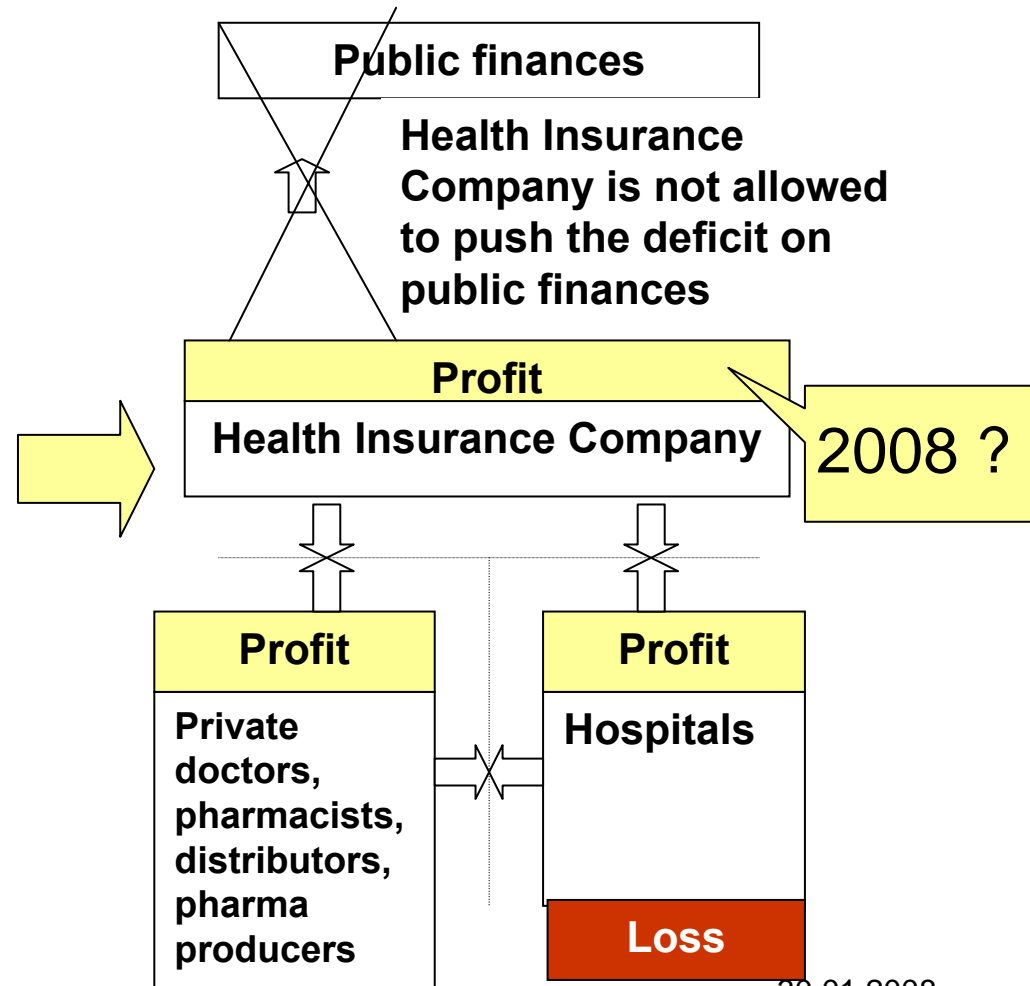 Public finances
Health Insurance
Company is not allowed
to push the deficit on
public finances
Profit
Health Insurance Company
2008 ?
Profit
Private
doctors,
pharmacists,
distributors,
pharma
producers
Profit
Hospitals
Loss